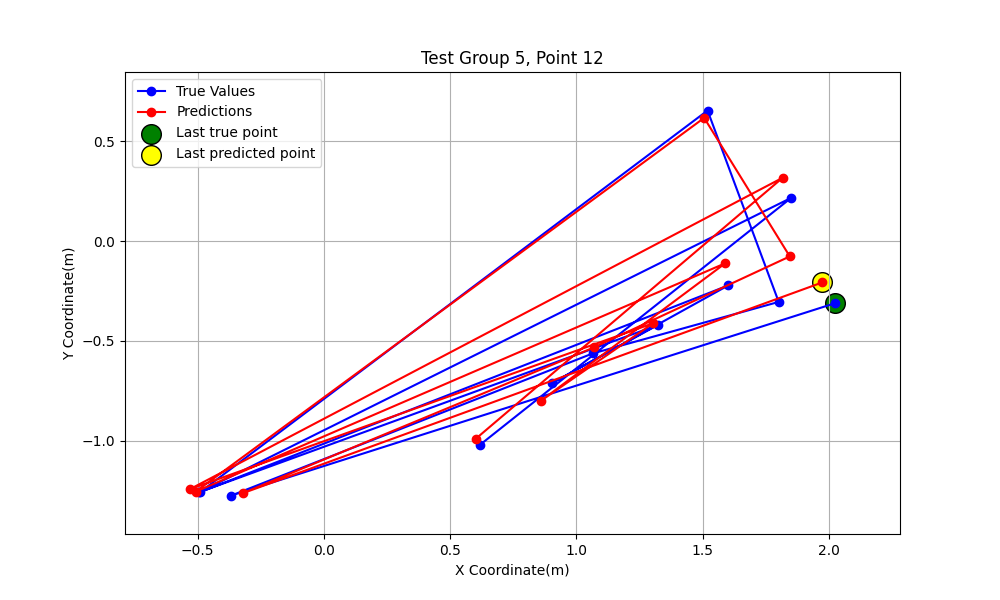 Test Group 5, Point 12
True Values
Predictions
Last true point
Last predicted point
0.5
0.0
−0.5
−1.0
Y Coordinate(m)
−0.5 0.0 0.5 1.0 1.5 2.0
X Coordinate(m)